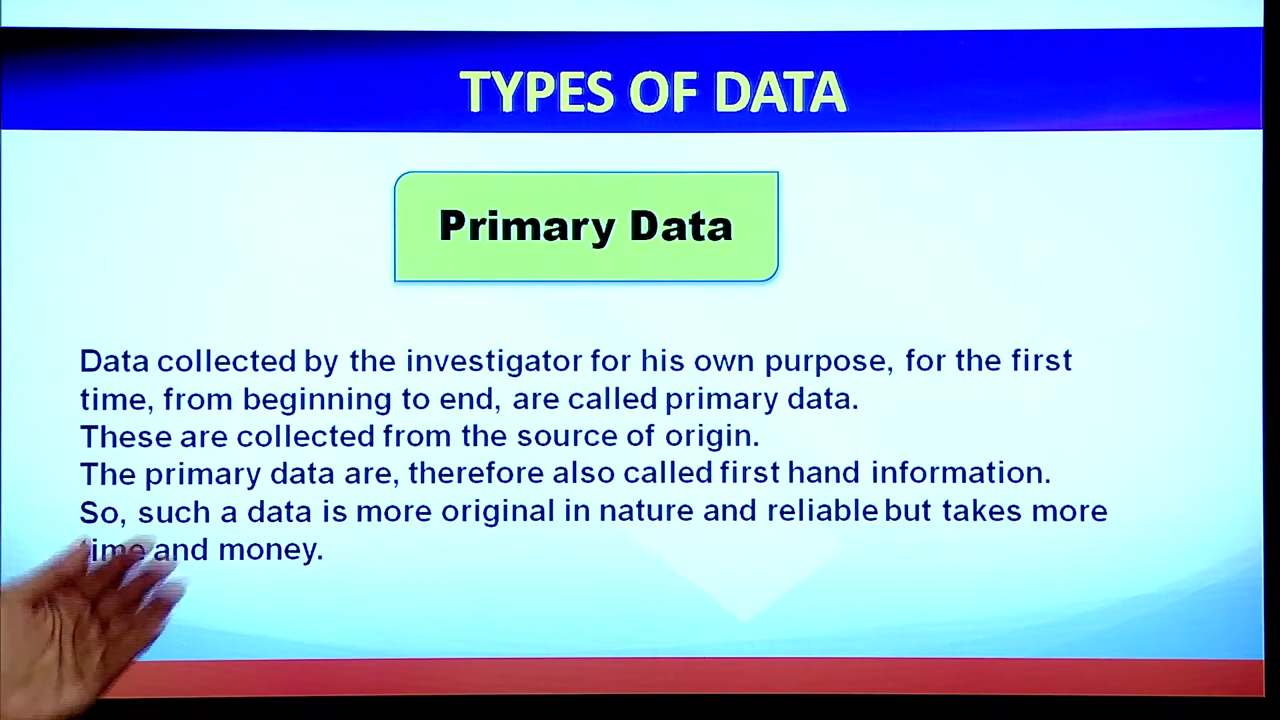 TYPES OF DATA
Primary Data
Data collected by the investigator for his own purpose, for the first
time, from beginning to end, are called primary data.
These are collected from the source of origin.
The primary data are, therefore also called first hand information.
So, such a data is more original in nature and reliable but takes more
time and money.